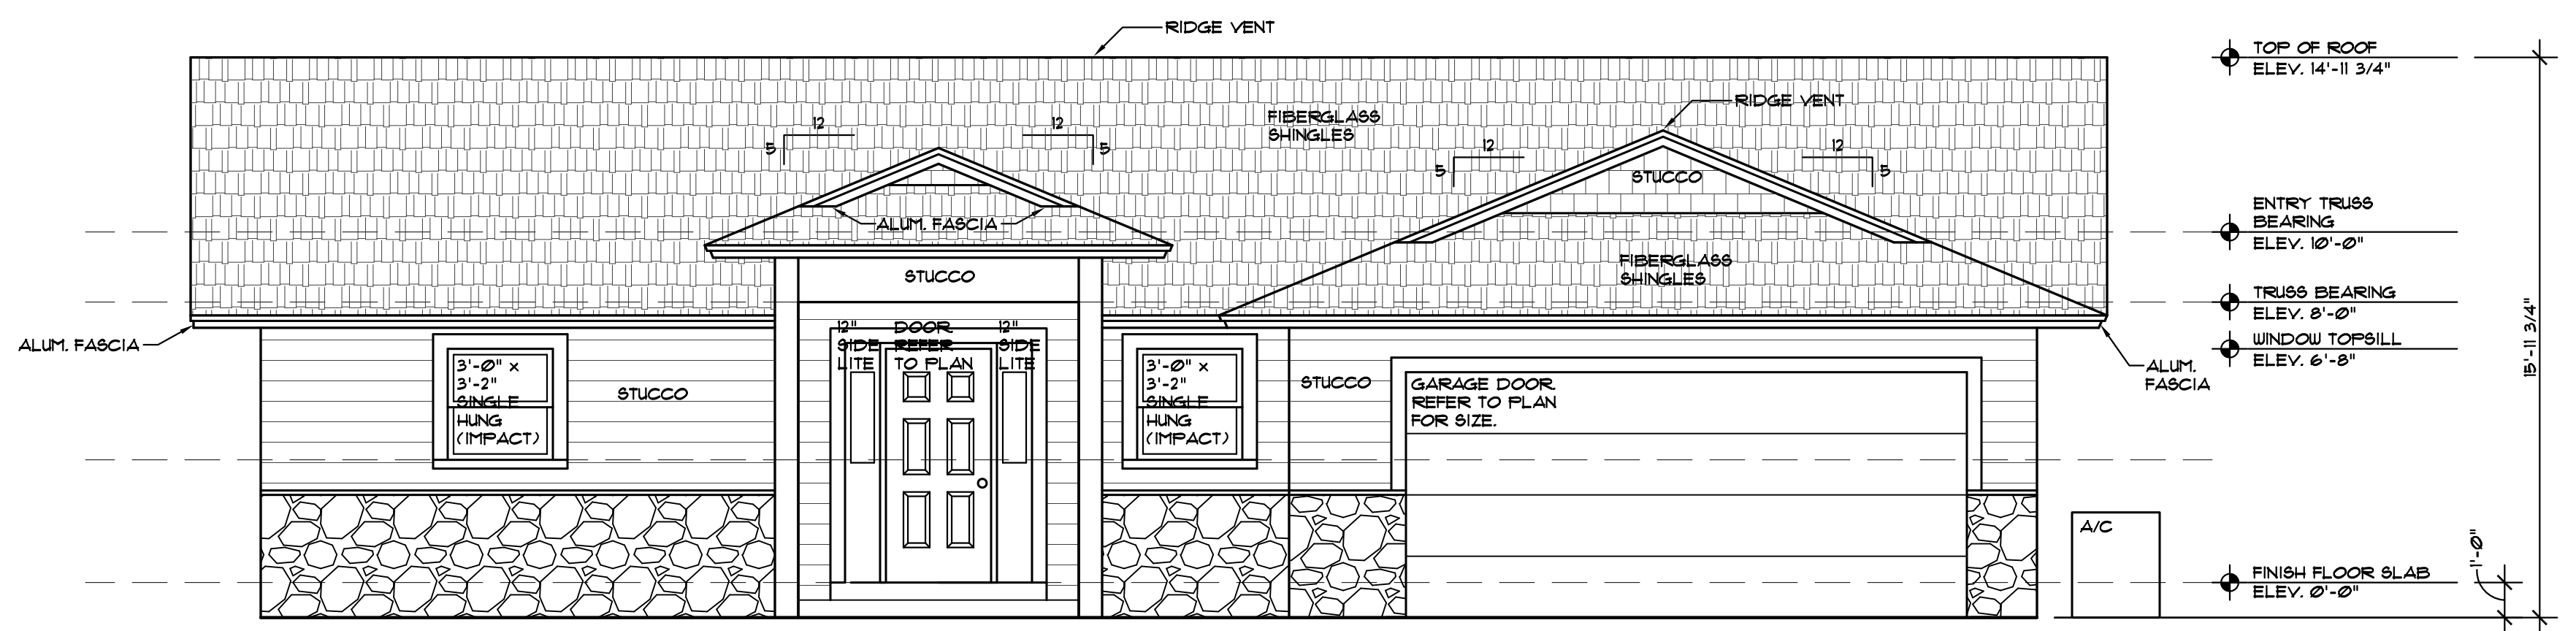 RIDGE VENT
TOP OF ROOF
ELEV. 14'-11 3/4"
RIDGE VENT
FIBERGLASS
SHINGLES
12
5
12
5
12
5
12
5
STUCCO
ALUM. FASCIA
ENTRY TRUSS
BEARING
ELEV. 10'-0"
FIBERGLASS
SHINGLES
STUCCO
TRUSS BEARING
ELEV. 8'-0"
15'-11 3/4"
ALUM. FASCIA
12"
SIDE
LITE
DOOR
REFER
TO PLAN
12"
SIDE
LITE
WINDOW TOPSILL
ELEV. 6'-8"
ALUM.
FASCIA
3'-0" x
3'-2"
SINGLE
HUNG
(IMPACT)
STUCCO
3'-0" x
3'-2"
SINGLE
HUNG
(IMPACT)
STUCCO
GARAGE DOOR.
REFER TO PLAN
FOR SIZE.
A/C
1'-0"
FINISH FLOOR SLAB
ELEV. 0'-0"